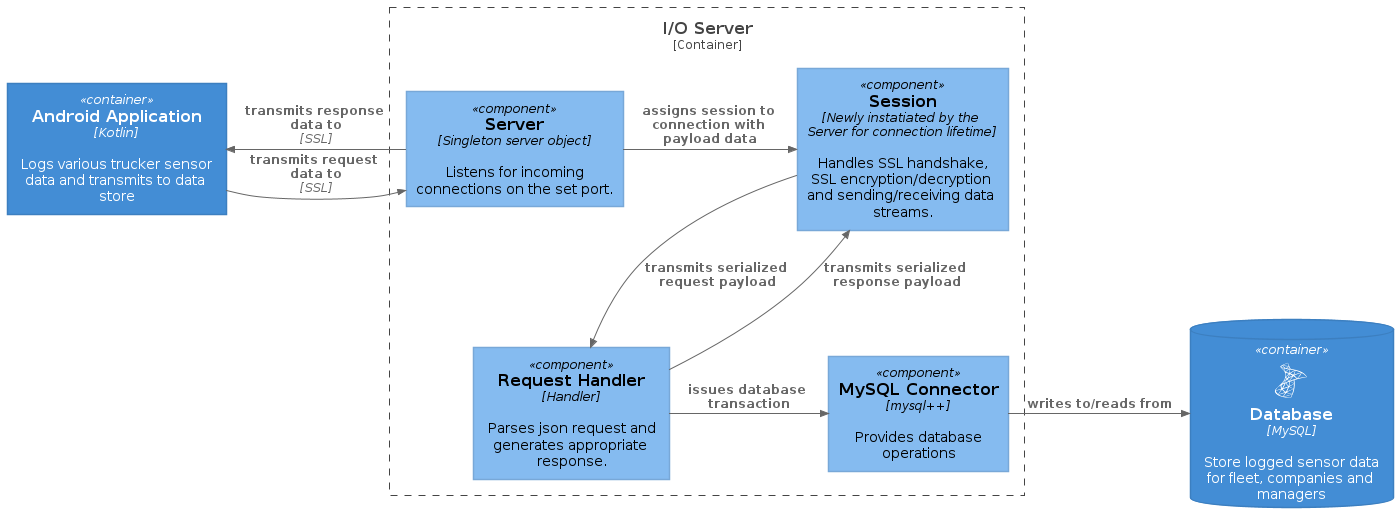 I/O Server
[Container]
«container»
Android Application
[Kotlin]
Logs various trucker sensor
data and transmits to data
store
transmits response
data to
[SSL]
transmits request
data to
[SSL]
«component»
Server
[Singleton server object]
Listens for incoming
connections on the set port.
assigns session to
connection with
payload data
«component»
Session
[Newly instatiated by the
Server for connection lifetime]
Handles SSL handshake,
SSL encryption/decryption
and sending/receiving data
streams.
transmits serialized
request payload
transmits serialized
response payload
«component»
Request Handler
[Handler]
Parses json request and
generates appropriate
response.
issues database
transaction
«component»
MySQL Connector
[mysql++]
Provides database
operations
writes to/reads from
«container»
Database
[MySQL]
Store logged sensor data
for fleet, companies and
managers